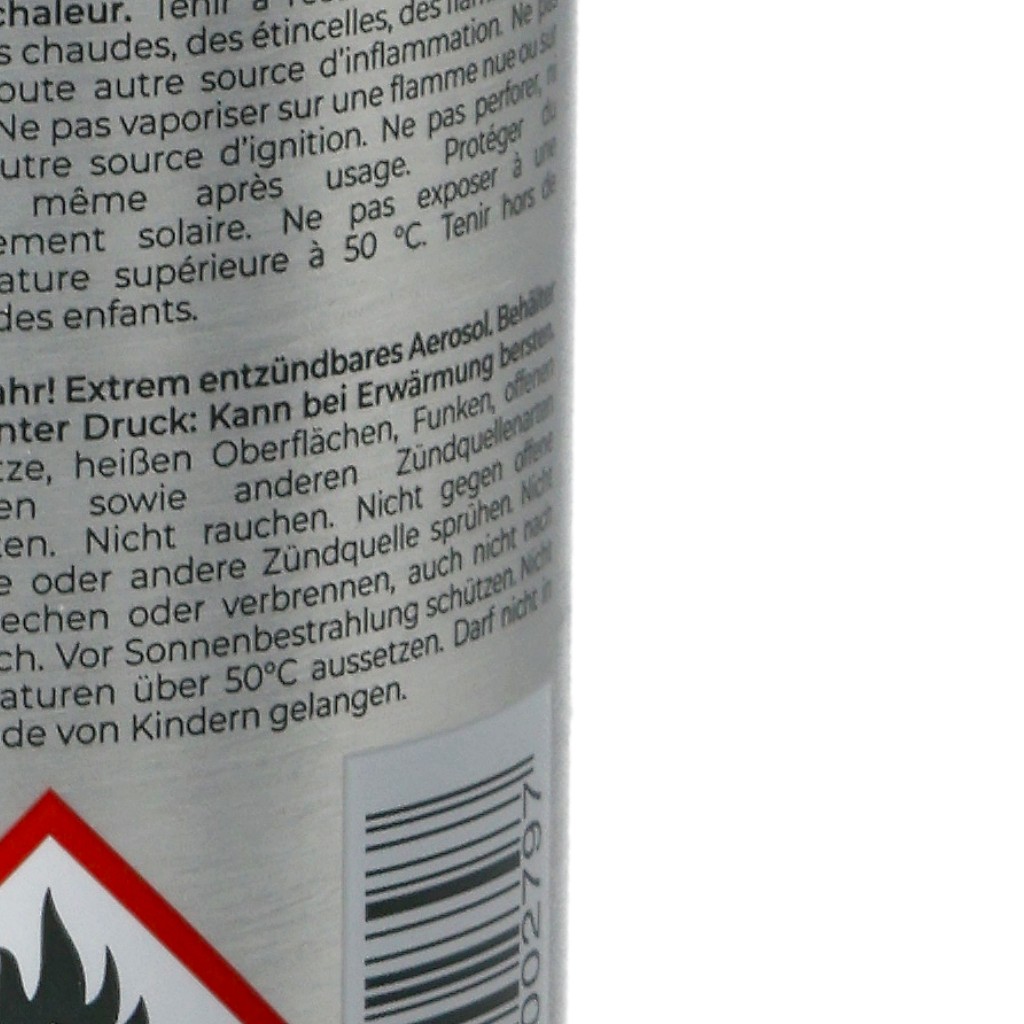 chaleur. Tenir à
s chaudes, des étincelles, des
oute autre source d'inflammation. Ne
Ne pas vaporiser sur une flamme nue ou sur
utre source d'ignition. Ne pas perforer, ni
même après usage. Protéger du
ement solaire. Ne pas exposer à une
ature supérieure à 50 °C. Tenir hors de
des enfants.
ahr! Extrem entzündbares Aerosol. Behälter
nter Druck: Kann bei Erwärmung bersten.
tze, heißen Oberflächen, Funken, offenen
en sowie anderen Zündquellenarten
ten. Nicht rauchen. Nicht gegen offene
e oder andere Zündquelle sprühen. Nicht
echen oder verbrennen, auch nicht nach
ch. Vor Sonnenbestrahlung schützen. Nicht
aturen über 50°C aussetzen. Darf nicht in
de von Kindern gelangen.
002797